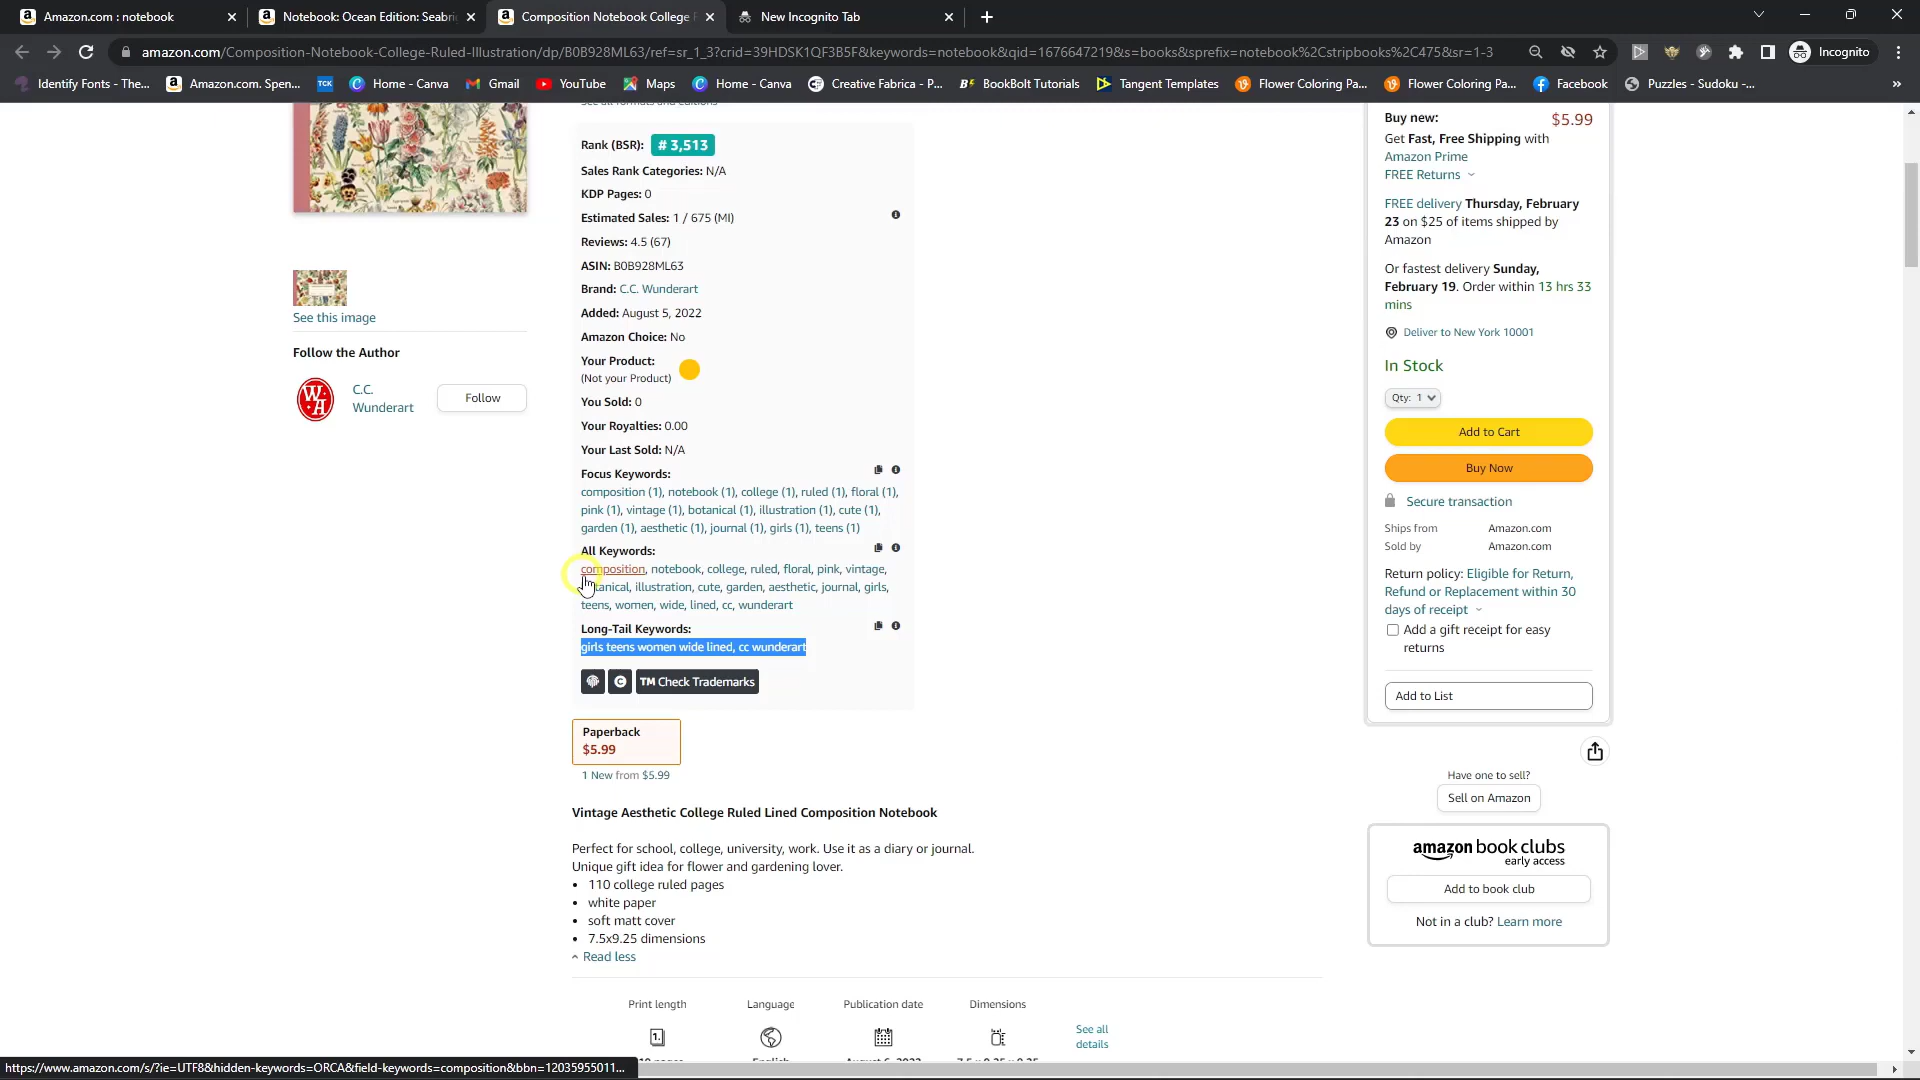 Amazon.com : notebook
Notebook: Ocean Edition: Seabri
Composition Notebook College R
New Incognito Tab
amazon.com/Composition-Notebook-College-Ruled-Illustration/dp/B0B928ML63/ref=sr_1_3?crid=39HDSK1QF3B5F&keywords=notebook&qid=1676647219&s=books&sprefix=notebook%2Cstripbooks%2C475&sr=1-3
Incognito
Identify Fonts - The...
Amazon.com. Spen...
TCK
Home - Canva
Gmail
YouTube
Maps
Home - Canva
Creative Fabrica - P...
BookBolt Tutorials
Tangent Templates
Flower Coloring Pa...
Flower Coloring Pa...
Facebook
Puzzles - Sudoku -...
»
See all formats and editions
Rank (BSR): # 3,513
Sales Rank Categories: N/A
KDP Pages: 0
Estimated Sales: 1 / 675 (MI)
Reviews: 4.5 (67)
ASIN: B0B928ML63
Brand: C.C. Wunderart
Added: August 5, 2022
Amazon Choice: No
Your Product:
(Not your Product)
You Sold: 0
Your Royalties: 0.00
Your Last Sold: N/A
Focus Keywords:
composition (1), notebook (1), college (1), ruled (1), floral (1),
pink (1), vintage (1), botanical (1), illustration (1), cute (1),
garden (1), aesthetic (1), journal (1), girls (1), teens (1)
All Keywords:
composition, notebook, college, ruled, floral, pink, vintage,
tanical, illustration, cute, garden, aesthetic, journal, girls,
teens, women, wide, lined, cc, wunderart
Long-Tail Keywords:
girls teens women wide lined, cc wunderart
TM Check Trademarks
See this image
Follow the Author
WA
C.C.
Wunderart
Follow
Paperback
$5.99
1 New from $5.99
Vintage Aesthetic College Ruled Lined Composition Notebook
Perfect for school, college, university, work. Use it as a diary or journal.
Unique gift idea for flower and gardening lover.
• 110 college ruled pages
• white paper
• soft matt cover
• 7.5x9.25 dimensions
Read less
Print length
Language
Publication date
Dimensions
See all
details
Buy new: $5.99
Get Fast, Free Shipping with
Amazon Prime
FREE Returns
FREE delivery Thursday, February
23 on $25 of items shipped by
Amazon
Or fastest delivery Sunday,
February 19. Order within 13 hrs 33
mins
Deliver to New York 10001
In Stock
Qty: 1
Add to Cart
Buy Now
Secure transaction
Ships from Amazon.com
Sold by Amazon.com
Return policy: Eligible for Return,
Refund or Replacement within 30
days of receipt
Add a gift receipt for easy
returns
Add to List
Have one to sell?
Sell on Amazon
amazon book clubs
early access
Add to book club
Not in a club? Learn more
https://www.amazon.com/s/?ie=UTF8&hidden-keywords=ORCA&field-keywords=composition&bbn=12035955011...